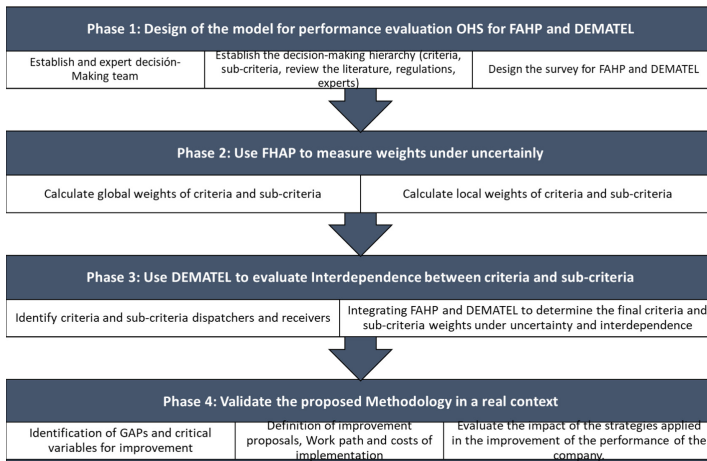 Phase 1: Design of the model for performance evaluation OHS for FAHP and DEMATEL
Establish and expert decisión-
Making team
Establish the decision-making hierarchy (criteria,
sub-criteria, review the literature, regulations,
experts)
Design the survey for FAHP and DEMATEL
Phase 2: Use FHAP to measure weights under uncertainly
Calculate global weights of criteria and sub-criteria
Calculate local weights of criteria and sub-criteria
Phase 3: Use DEMATEL to evaluate Interdependence between criteria and sub-criteria
Identify criteria and sub-criteria dispatchers and receivers
Integrating FAHP and DEMATEL to determine the final criteria and
sub-criteria weights under uncertainty and interdependence
Phase 4: Validate the proposed Methodology in a real context
Identification of GAPs and critical
variables for improvement
Definition of improvement
proposals, Work path and costs of
implementation
Evaluate the impact of the strategies applied
in the improvement of the performance of the
company.